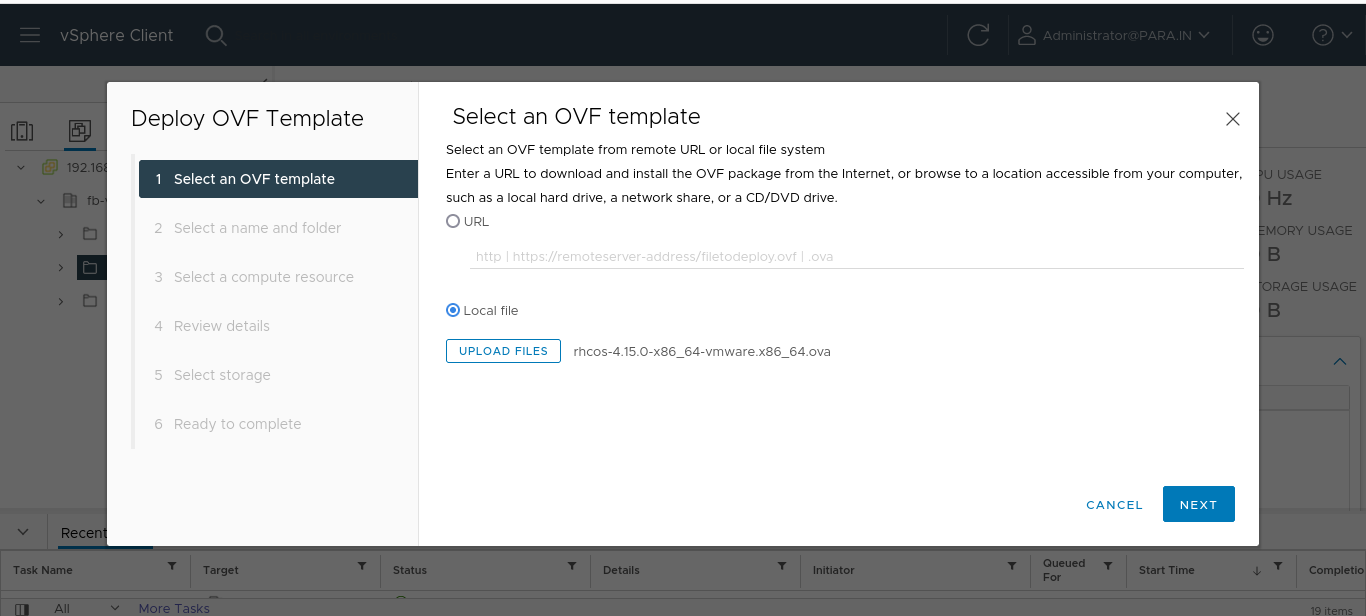 vSphere Client
Administrator@PARA.IN
Deploy OVF Template
1 Select an OVF template
2 Select a name and folder
3 Select a compute resource
4 Review details
5 Select storage
6 Ready to complete
Select an OVF template
Select an OVF template from remote URL or local file system
Enter a URL to download and install the OVF package from the Internet, or browse to a location accessible from your computer,
such as a local hard drive, a network share, or a CD/DVD drive.
URL
http | https://remoteserver-address/filetodeploy.ovf | .ova
Local file
UPLOAD FILES rhcos-4.15.0-x86_64-vmware.x86_64.ova
CANCEL NEXT
192.168
fb-
PU USAGE
Hz
EMORY USAGE
B
TORAGE USAGE
B
Recent
Task Name Target Status Details Initiator Queued For Start Time Completio
All More Tasks 19 items